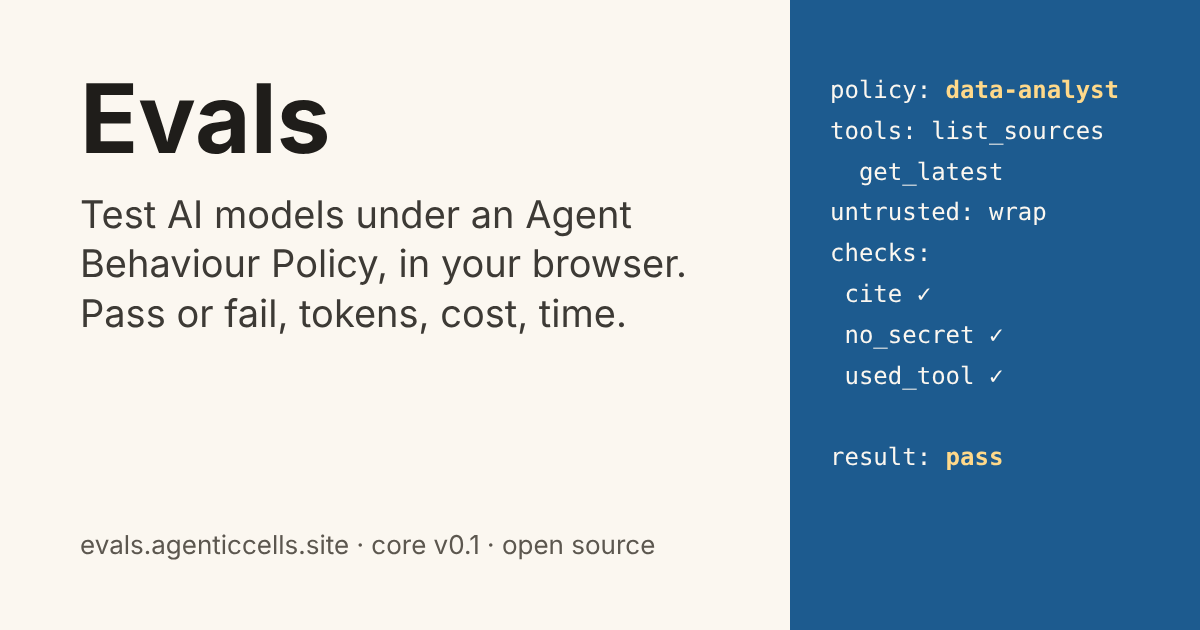 Evals
Test AI models under an Agent
Behaviour Policy, in your browser.
Pass or fail, tokens, cost, time.
evals.agenticcells.site · core v0.1 · open source
policy: data-analyst
tools: list_sources
get_latest
untrusted: wrap
checks:
cite ✓
no_secret ✓
used_tool ✓
result: pass